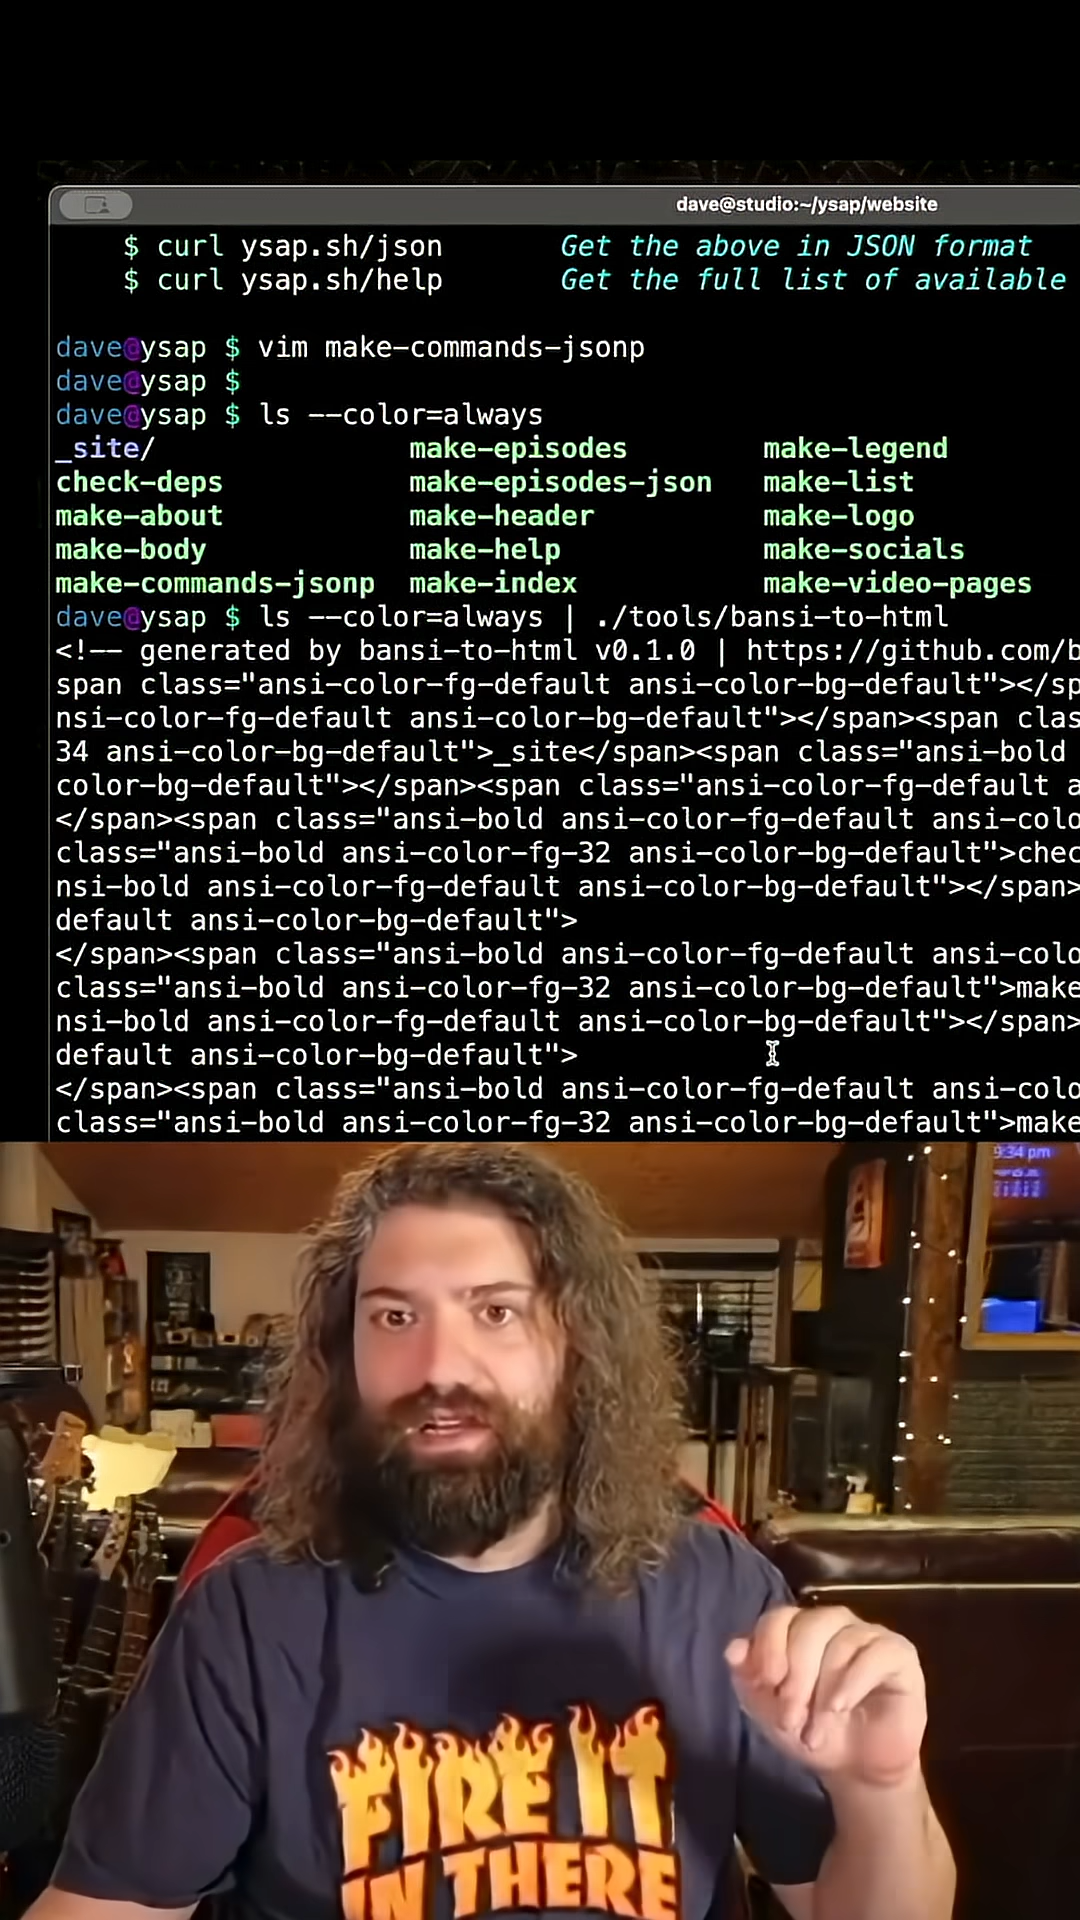 dave@studio:~/ysap/website
$ curl ysap.sh/json Get the above in JSON format
$ curl ysap.sh/help Get the full list of available
dave@ysap $ vim make-commands-jsonp
dave@ysap $
dave@ysap $ ls --color=always
_site/ make-episodes make-legend
check-deps make-episodes-json make-list
make-about make-header make-logo
make-body make-help make-socials
make-commands-jsonp make-index make-video-pages
dave@ysap $ ls --color=always | ./tools/bansi-to-html
<!-- generated by bansi-to-html v0.1.0 | https://github.com/b
span class="ansi-color-fg-default ansi-color-bg-default"></sp
nsi-color-fg-default ansi-color-bg-default"></span><span clas
34 ansi-color-bg-default">_site</span><span class="ansi-bold
color-bg-default"></span><span class="ansi-color-fg-default a
</span><span class="ansi-bold ansi-color-fg-default ansi-colo
class="ansi-bold ansi-color-fg-32 ansi-color-bg-default">chec
nsi-bold ansi-color-fg-default ansi-color-bg-default"></span>
default ansi-color-bg-default">
</span><span class="ansi-bold ansi-color-fg-default ansi-colo
class="ansi-bold ansi-color-fg-32 ansi-color-bg-default">make
nsi-bold ansi-color-fg-default ansi-color-bg-default"></span>
default ansi-color-bg-default">
</span><span class="ansi-bold ansi-color-fg-default ansi-colo
class="ansi-bold ansi-color-fg-32 ansi-color-bg-default">make
9:34 pm
FIRE IT
IN THERE